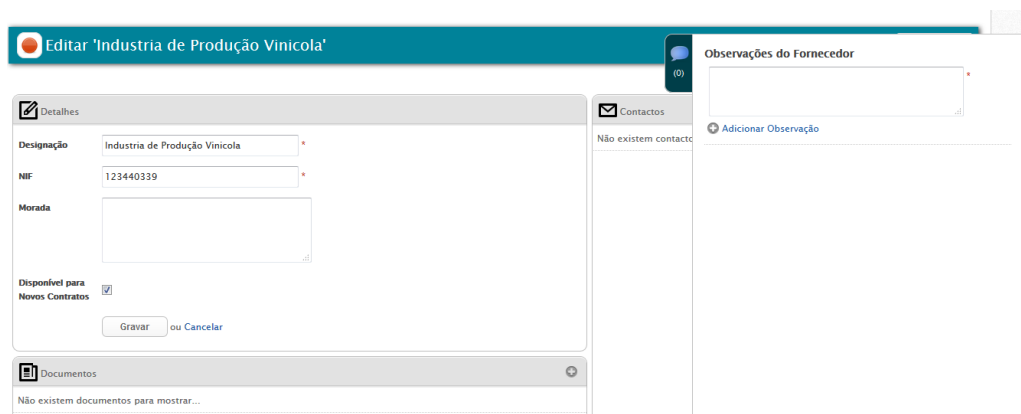 Editar 'Industria de Produção Vinicola'
(0)
Observações do Fornecedor
*
Adicionar Observação
Detalhes
Designação
Industria de Produção Vinicola
*
NIF
123440339
*
Morada
Disponível para
Novos Contratos
Gravar ou Cancelar
Documentos
Não existem documentos para mostrar...
Contactos
Não existem contacto